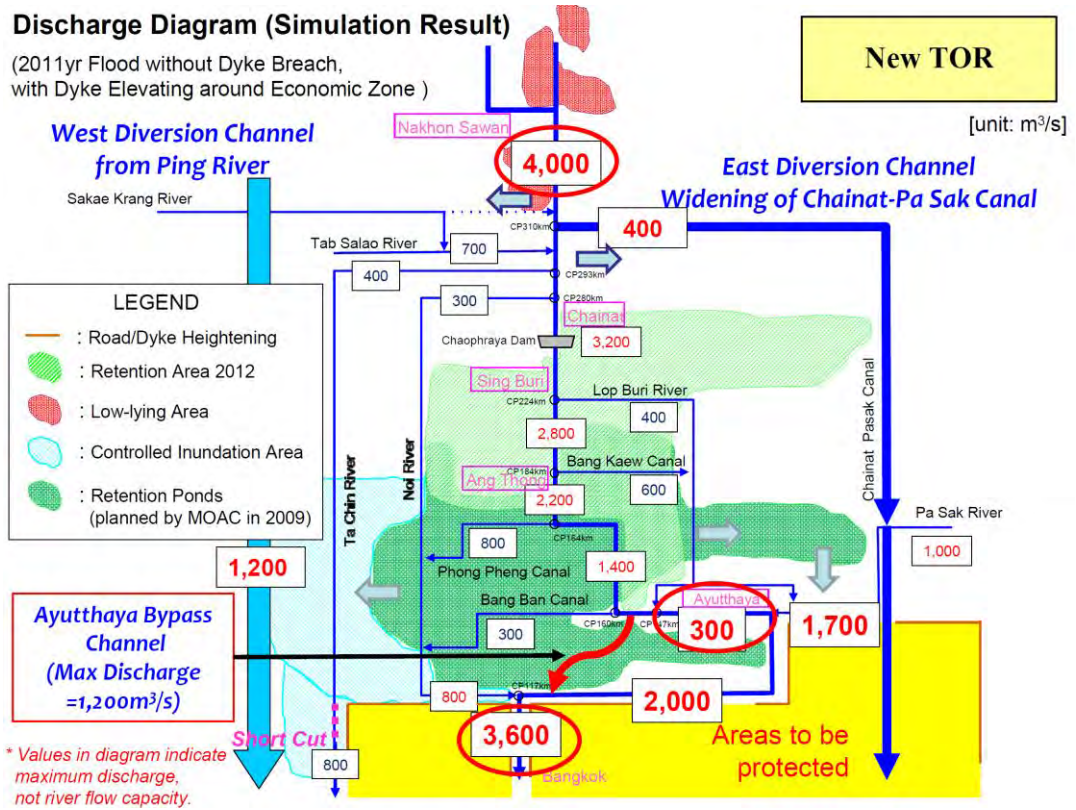 Discharge Diagram (Simulation Result)
(2011yr Flood without Dyke Breach,
with Dyke Elevating around Economic Zone )
New TOR
[unit: m³/s]
West Diversion Channel
from Ping River
Nakhon Sawan
4,000
East Diversion Channel
Widening of Chainat-Pa Sak Canal
Sakae Krang River
CP310km
400
Tab Salao River
700
400
CP293km
300
CP280km
LEGEND
: Road/Dyke Heightening
: Retention Area 2012
: Low-lying Area
: Controlled Inundation Area
: Retention Ponds
(planned by MOAC in 2009)
Chainas
Chaophraya Dam
3,200
Sing Buri
Lop Buri River
CP224km
400
2,800
Bang Kaew Canal
CP184km
Ang Thong
600
2,200
Ta Chin River
Noi River
Chainat Pasak Canal
CP164km
Pa Sak River
800
1,000
1,200
Phong Pheng Canal
1,400
Bang Ban Canal
Ayutthaya
CP160km
CP147km
300
300
1,700
Ayutthaya Bypass
Channel
(Max Discharge
=1,200m³/s)
CP117km
800
2,000
Short Cut
3,600
Areas to be
protected
800
Bangkok
* Values in diagram indicate
maximum discharge,
not river flow capacity.